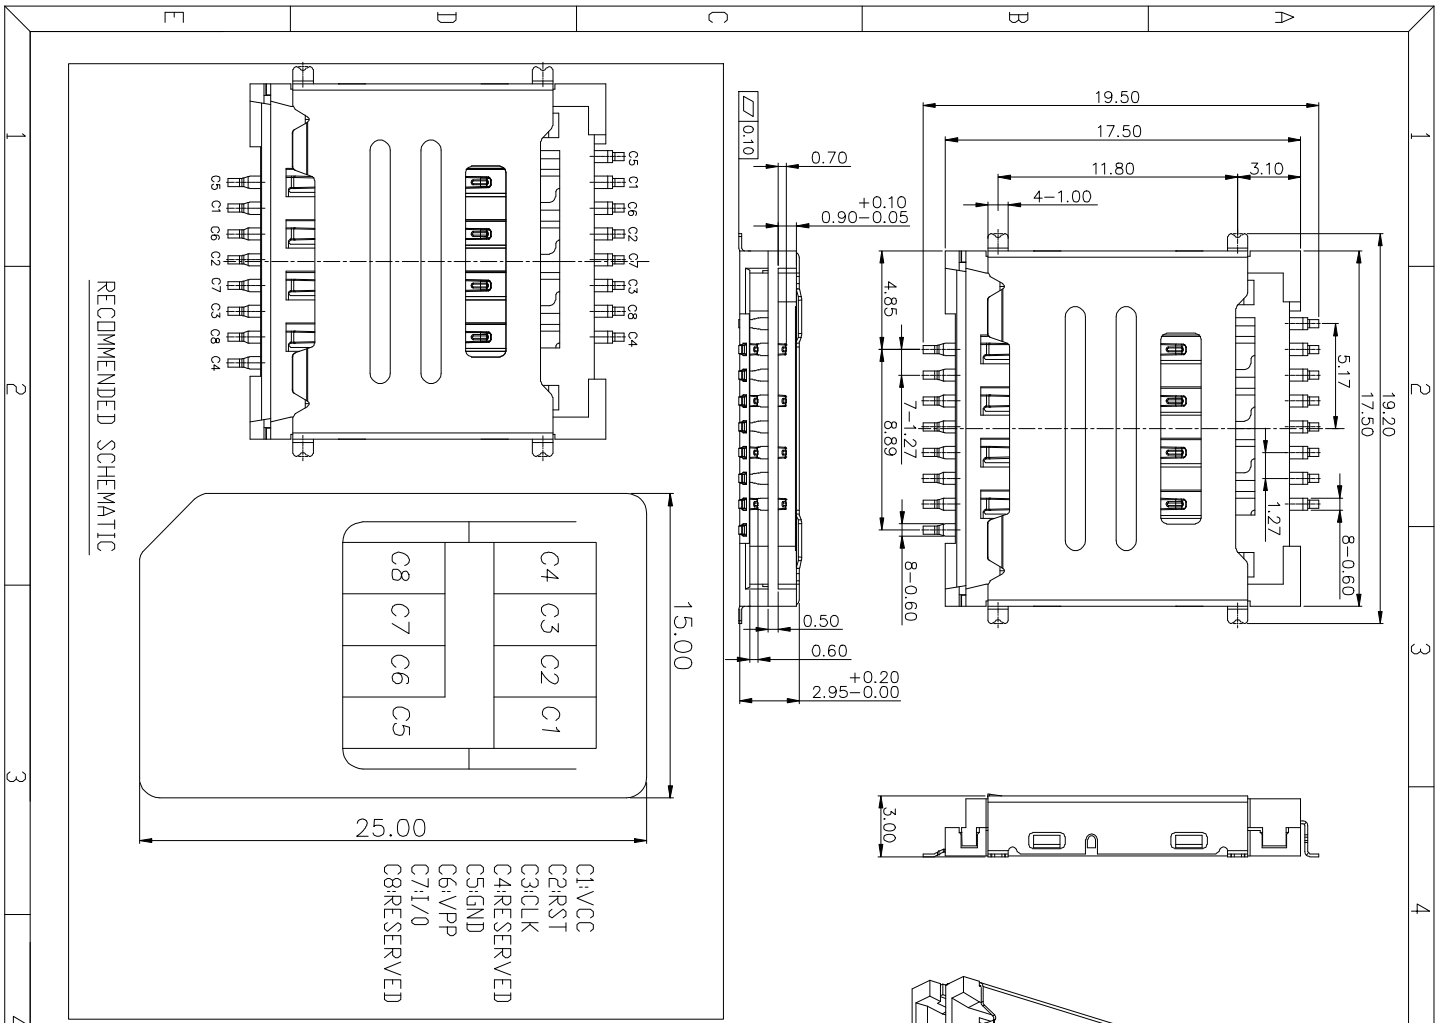 E D C B A
1
2
3
4
1
2
3
19.50
17.50
11.80
3.10
4-1.00
0.10
0.70
+0.10
0.90-0.05
4.85
7-1.27
8.89
8-0.60
5.17
19.20
17.50
1.27
8-0.60
0.50
0.60
+0.20
2.95-0.00
3.00
C5
C1
C6
C2
C7
C3
C8
C4
C5
C1
C6
C2
C7
C3
C8
C4
RECOMMENDED SCHEMATIC
C4 C3 C2 C1
C8 C7 C6 C5
15.00
25.00
C1:VCC
C2:RST
C3:CLK
C4:RESERVED
C5:GND
C6:VPP
C7:I/O
C8:RESERVED